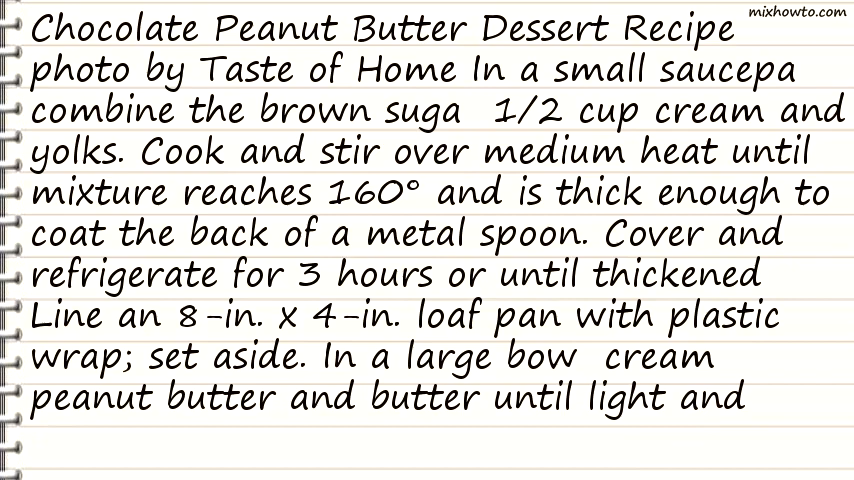 mixhowto.com
Chocolate Peanut Butter Dessert Recipe
photo by Taste of Home In a small saucepa
combine the brown suga 1/2 cup cream and
yolks. Cook and stir over medium heat until
mixture reaches 160° and is thick enough to
coat the back of a metal spoon. Cover and
refrigerate for 3 hours or until thickened
Line an 8-in. x 4-in. loaf pan with plastic
wrap; set aside. In a large bow cream
peanut butter and butter until light and